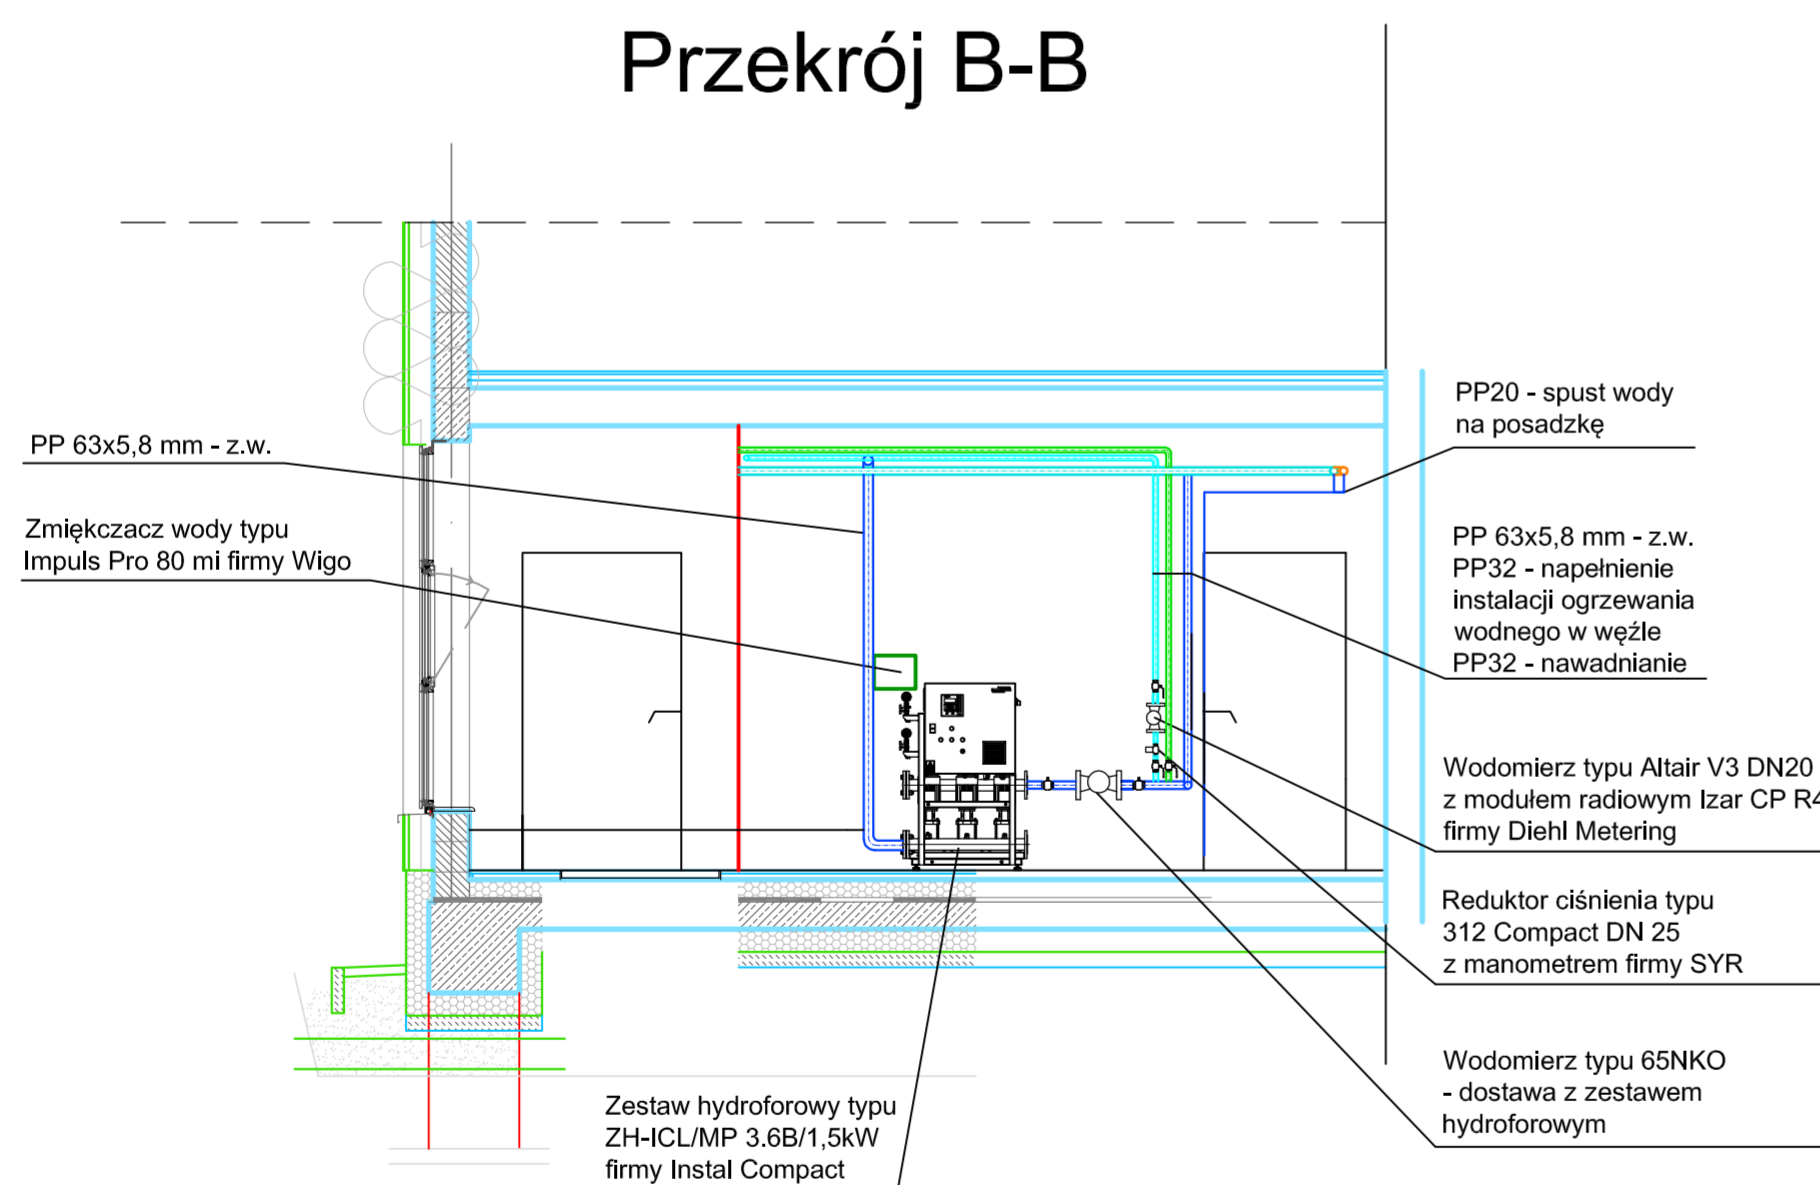 Przekrój B-B
PP 63x5,8 mm - z.w.
Zmiękczacz wody typu
Impuls Pro 80 mi firmy Wigo
PP20 - spust wody
na posadzkę
PP 63x5,8 mm - z.w.
PP32 - napełnienie
instalacji ogrzewania
wodnego w węźle
PP32 - nawadnianie
Wodomierz typu Altair V3 DN20
z modułem radiowym Izar CP R4
firmy Diehl Metering
Reduktor ciśnienia typu
312 Compact DN 25
z manometrem firmy SYR
Wodomierz typu 65NKO
- dostawa z zestawem
hydroforowym
Zestaw hydroforowy typu
ZH-ICL/MP 3.6B/1,5kW
firmy Instal Compact